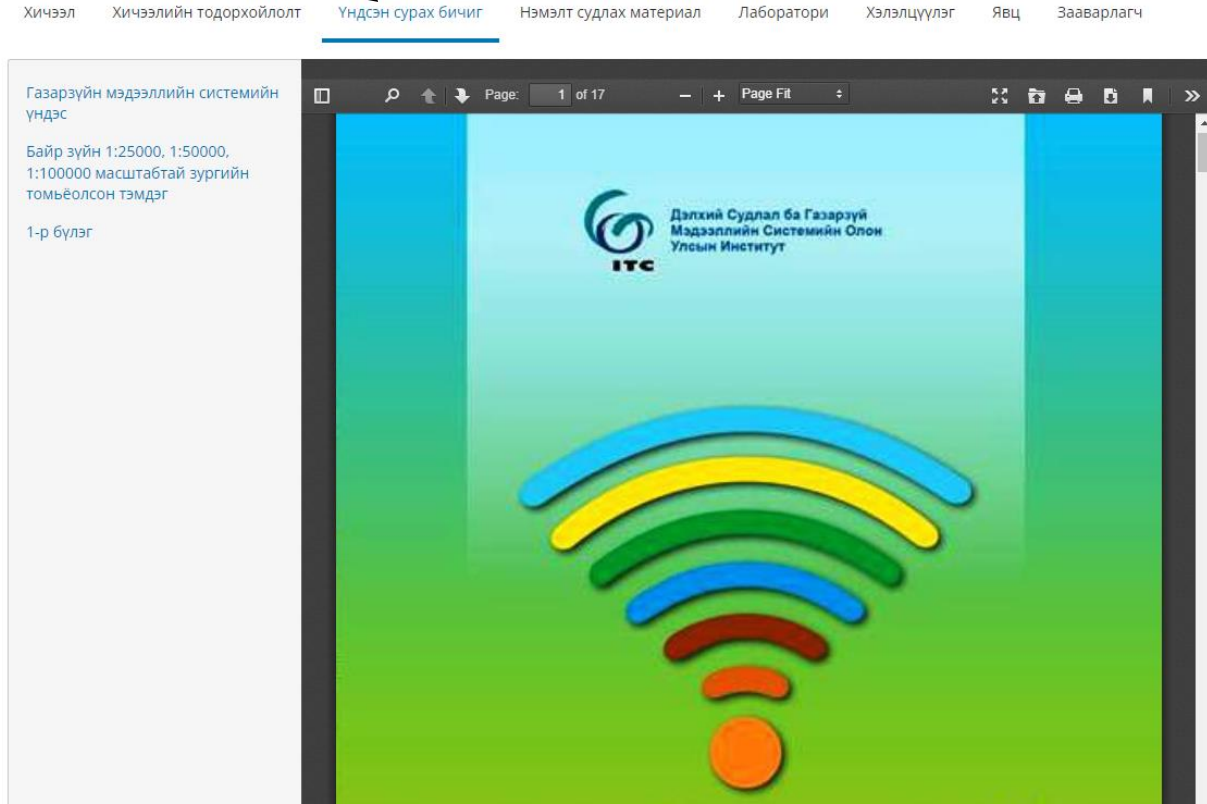 Хичээл Хичээлийн тодорхойлолт Үндсэн сурах бичиг Нэмэлт судлах материал Лаборатори Хэлэлцүүлэг Явц Зааварлагч
Газарзүйн мэдээллийн системийн
үндэс
Байр зүйн 1:25000, 1:50000,
1:100000 масштабтай зургийн
томьёолсон тэмдэг
1-р бүлэг
Page: 1 of 17 Page Fit
Дэлхий Судлал ба Газарзүй
Мэдээллийн Системийн Олон
Улсын Институт
ITC